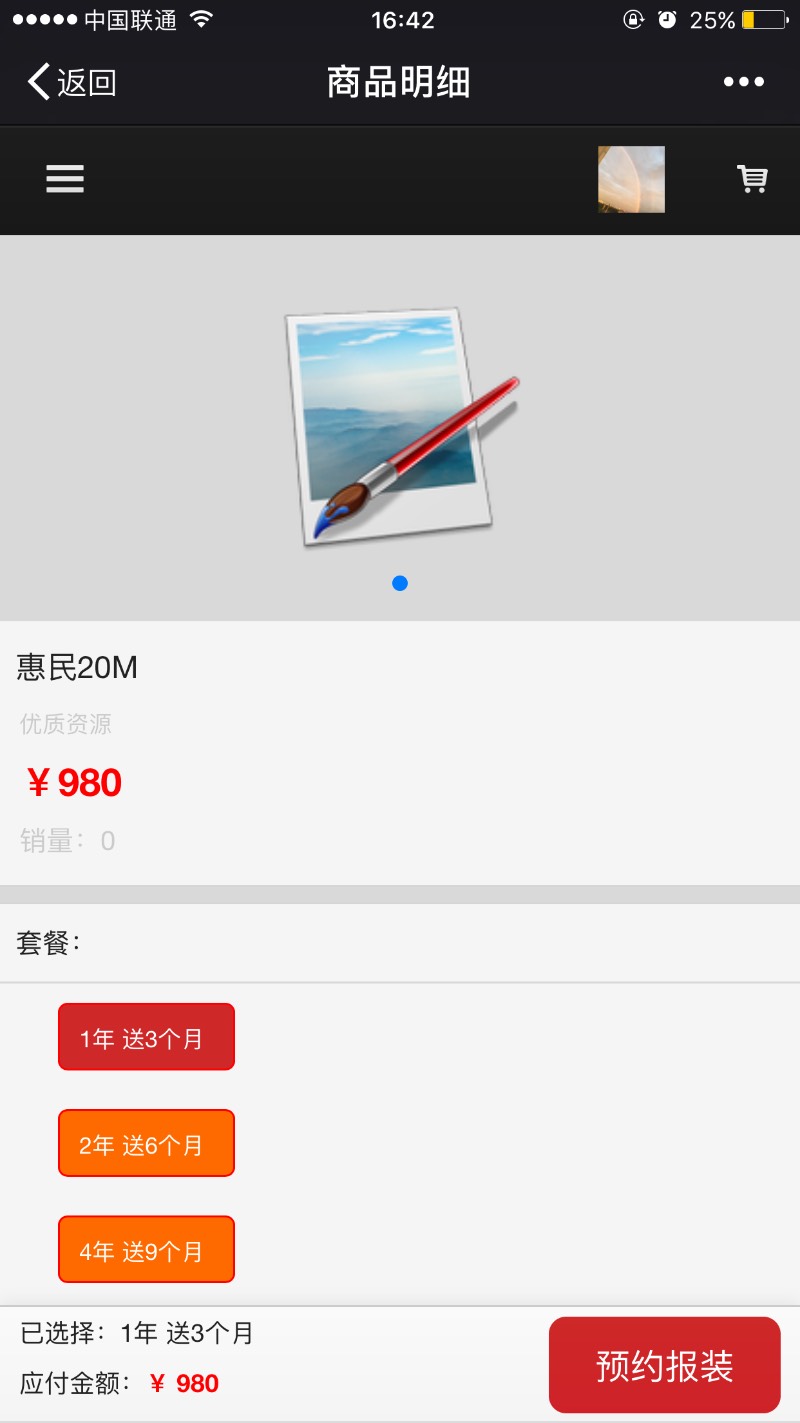 中国联通 16:42 25%
返回 商品明细
惠民20M
优质资源
¥ 980
销量：0
套餐：
1年 送3个月
2年 送6个月
4年 送9个月
已选择：1年 送3个月
应付金额：¥ 980
预约报装